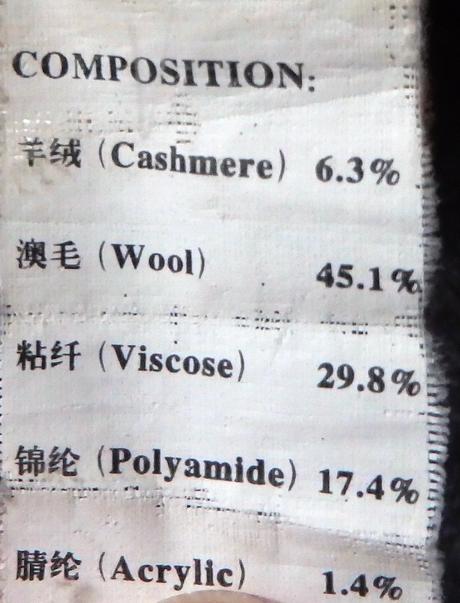 COMPOSITION:
羊绒 (Cashmere) 6.3%
澳毛 (Wool) 45.1%
粘纤 (Viscose) 29.8%
锦纶 (Polyamide) 17.4%
腈纶 (Acrylic) 1.4%